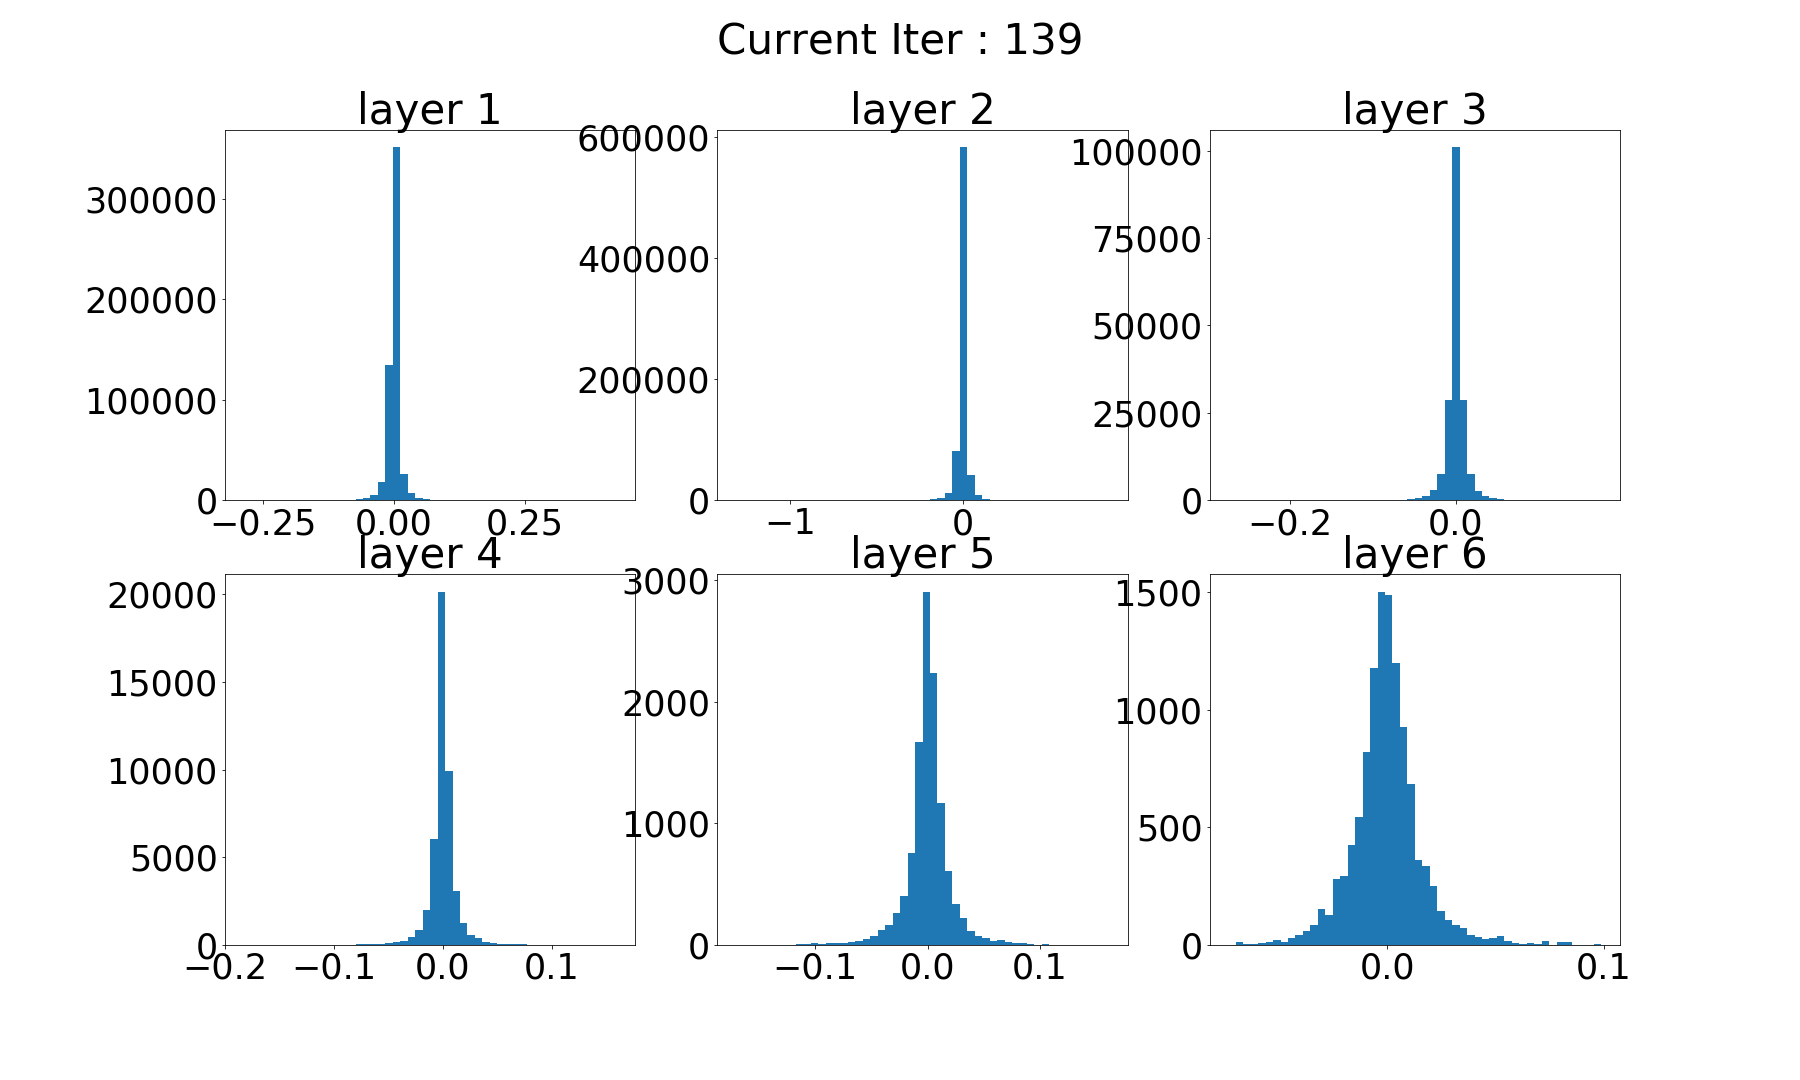 Current Iter : 139
layer 1
300000
200000
100000
0
−0.25 0.00 0.25
layer 2
600000
400000
200000
0
−1 0
layer 3
100000
75000
50000
25000
0
−0.2 0.0
layer 4
20000
15000
10000
5000
0
−0.2 −0.1 0.0 0.1
layer 5
3000
2000
1000
0
−0.1 0.0 0.1
layer 6
1500
1000
500
0
0.0 0.1